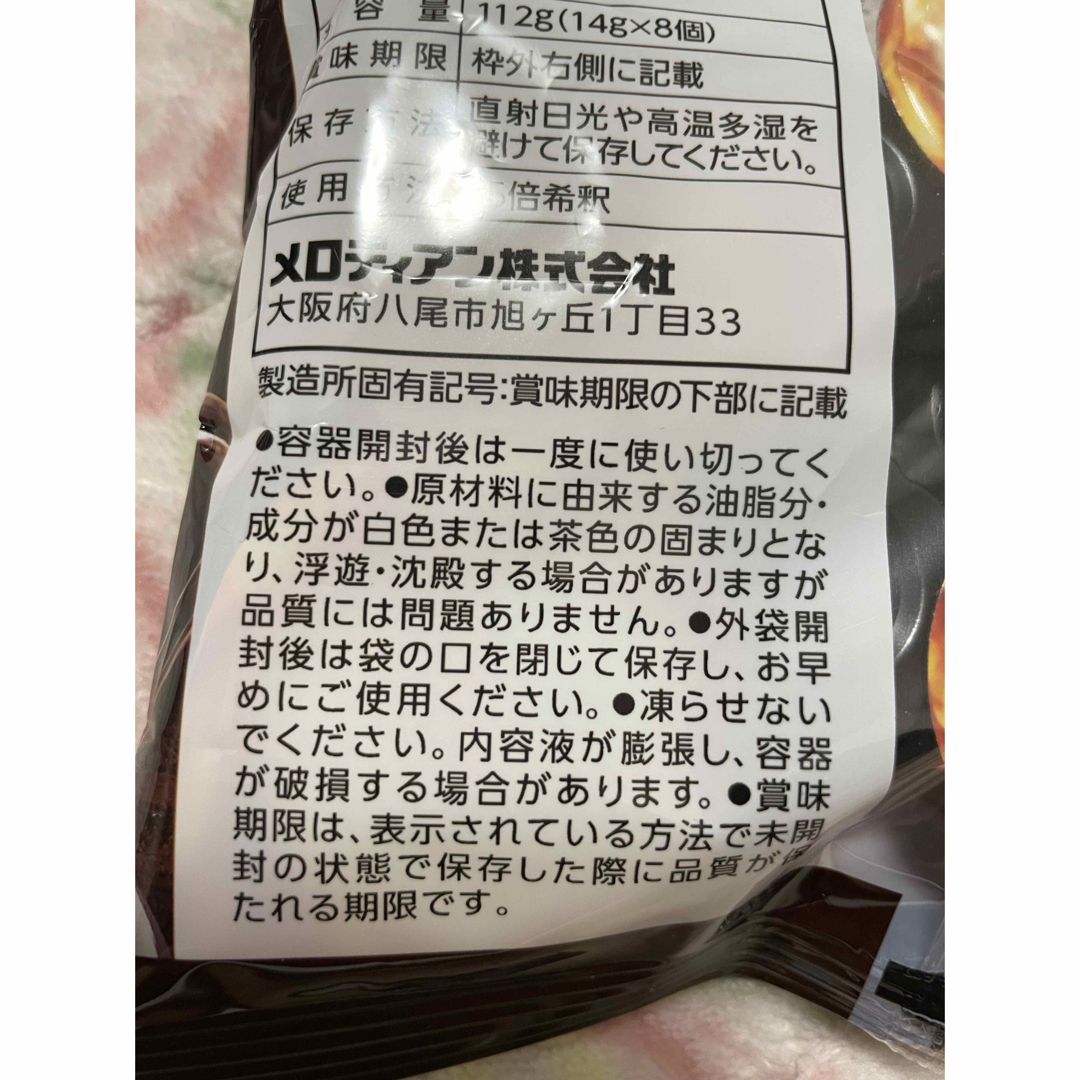 容量 112g(14g×8個)
味期限 枠外右側に記載
保存方法 直射日光や高温多湿を
避けて保存してください。
使用方法 倍希釈
メロディアン株式会社
大阪府八尾市旭ヶ丘1丁目33
製造所固有記号:賞味期限の下部に記載
●容器開封後は一度に使い切ってく
ださい。●原材料に由来する油脂分・
成分が白色または茶色の固まりとな
り、浮遊・沈殿する場合がありますが
品質には問題ありません。●外袋開
封後は袋の口を閉じて保存し、お早
めにご使用ください。●凍らせない
でください。内容液が膨張し、容器
が破損する場合があります。●賞味
期限は、表示されている方法で未開
封の状態で保存した際に品質が保
たれる期限です。